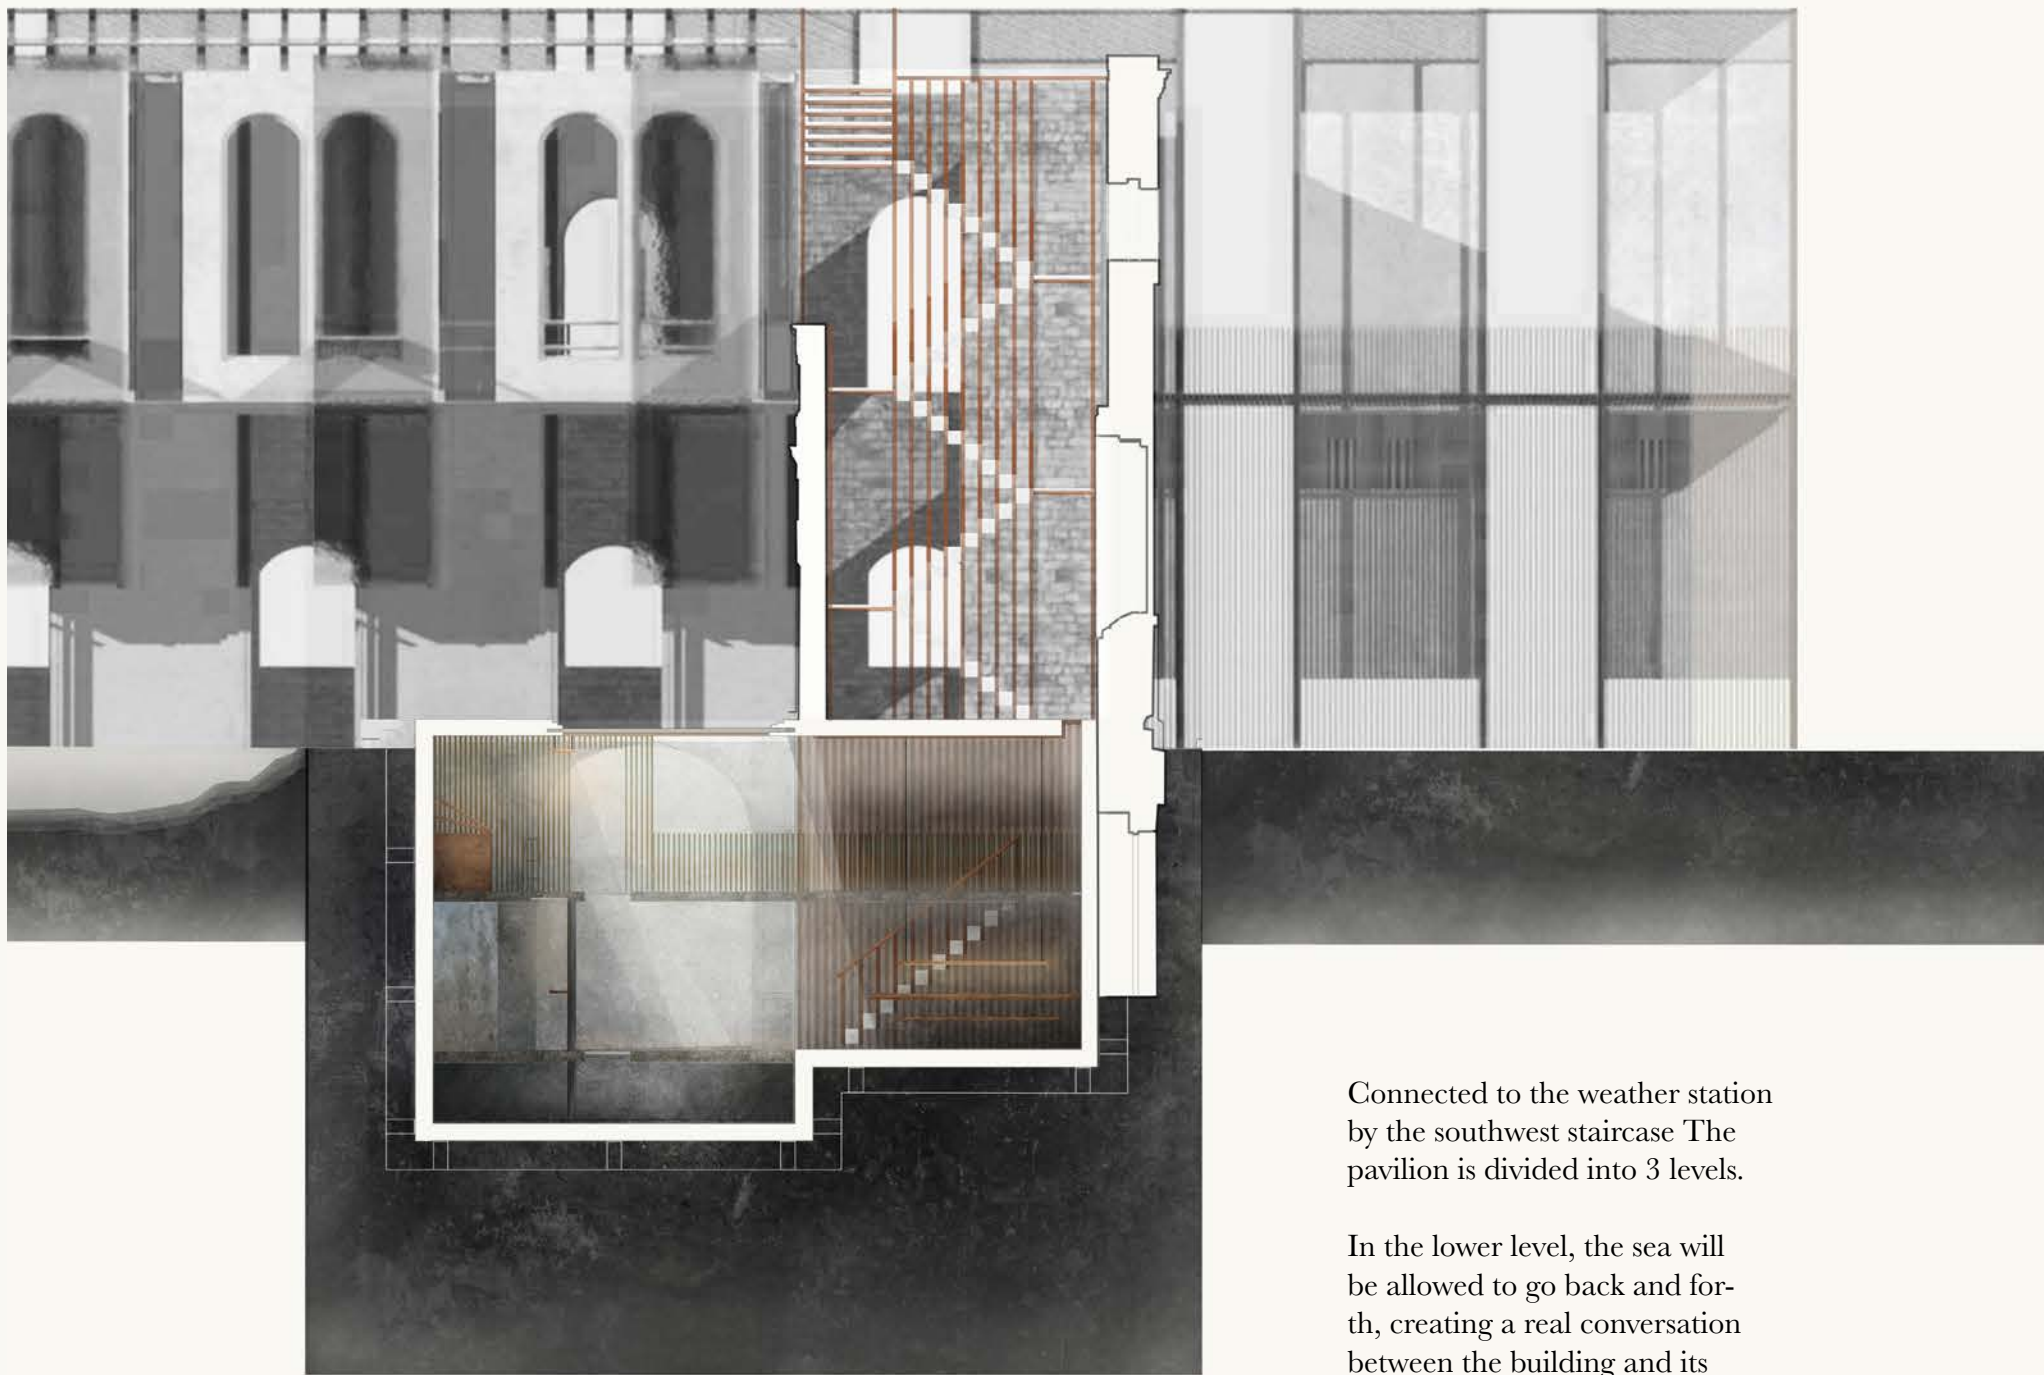 Connected to the weather station
by the southwest staircase The
pavilion is divided into 3 levels.
In the lower level, the sea will
be allowed to go back and for-
th, creating a real conversation
between the building and its